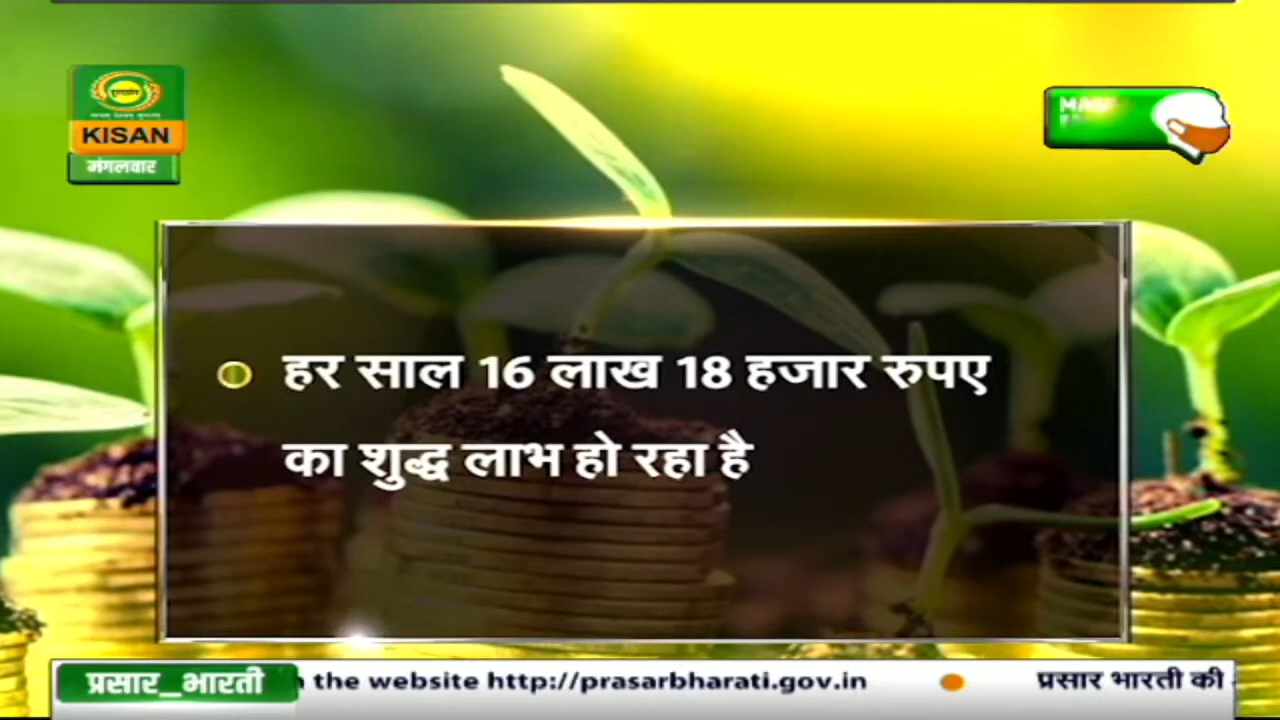 KISAN
मंगलवार
हर साल 16 लाख 18 हजार रुपए
का शुद्ध लाभ हो रहा है
प्रसार_भारती the website http://prasarbharati.gov.in प्रसार भारती की